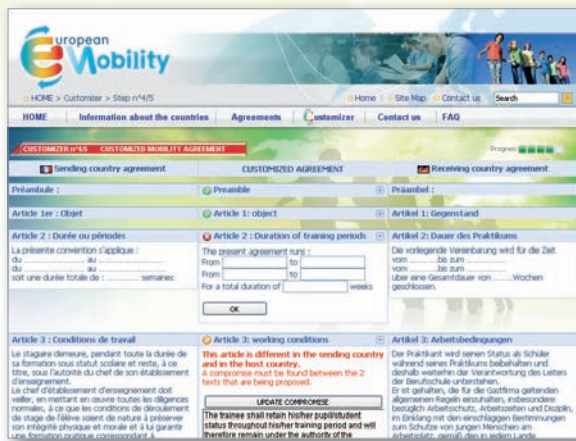 uropean
Mobility
HOME > Customizer > Step n°4/5
Home
Site Map
Contact us
Search
HOME
Information about the countries
Agreements
Customizer
Contact us
FAQ
CUSTOMIZER n°4/5 CUSTOMIZED MOBILITY AGREEMENT
Progress
Sending country agreement
CUSTOMIZED AGREEMENT
Receiving country agreement
Préambule :
Preamble
Präambel :
Article 1er : Objet
Article 1: object
Artikel 1: Gegenstand
Article 2 : Durée ou périodes
Article 2 : Duration of training periods
Artikel 2: Dauer des Praktikums
La présente convention s'applique :
du ............... au ...............
du ............... au ...............
soit une durée totale de : ......... semaines
The present agreement runs :
From to
From to
For a total duration of weeks
OK
Die vorliegende Vereinbarung wird für die Zeit
vom ............bis zum ............
vom ............bis zum ............
über eine Gesamtdauer von .........Wochen
geschlossen.
Article 3 : Conditions de travail
Article 3: working conditions
Artikel 3: Arbeitsbedingungen
Le stagiaire demeure, pendant toute la durée de
sa formation sous statut scolaire et reste, à ce
titre, sous l'autorité du chef de son établissement
d'enseignement.
Le chef d'établissement d'enseignement doit
veiller, en mettant en œuvre toutes les diligences
normales, à ce que les conditions de déroulement
de stage de l'élève soient de nature à préserver
son intégrité physique et morale et à lui garantir
une formation pratique correspondant à
This article is different in the sending country
and in the host country.
A compromise must be found between the 2
texts that are being proposed.
UPDATE COMPROMISE
The trainee shall retain his/her pupil/student
status throughout his/her training period and will
therefore remain under the authority of the
Der Praktikant wird seinen Status als Schüler
während seines Praktikums beibehalten und
deshalb weiterhin der Verantwortung des Leiters
der Berufsschule unterstehen.
Er ist gehalten, die für die Gastfirma geltenden
allgemeinen Regeln einzuhalten, insbesondere
bezüglich Arbeitsschutz, Arbeitszeiten und Disziplin,
im Einklang mit den einschlägigen Bestimmungen
zum Schutze von jungen Menschen am
Arbeitsplatz, gemäß den in jedem Lande